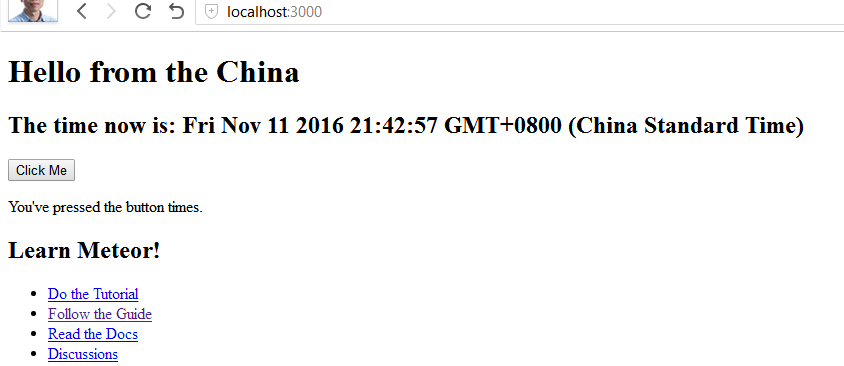 localhost:3000
Hello from the China
The time now is: Fri Nov 11 2016 21:42:57 GMT+0800 (China Standard Time)
Click Me
You've pressed the button times.
Learn Meteor!
Do the Tutorial
Follow the Guide
Read the Docs
Discussions